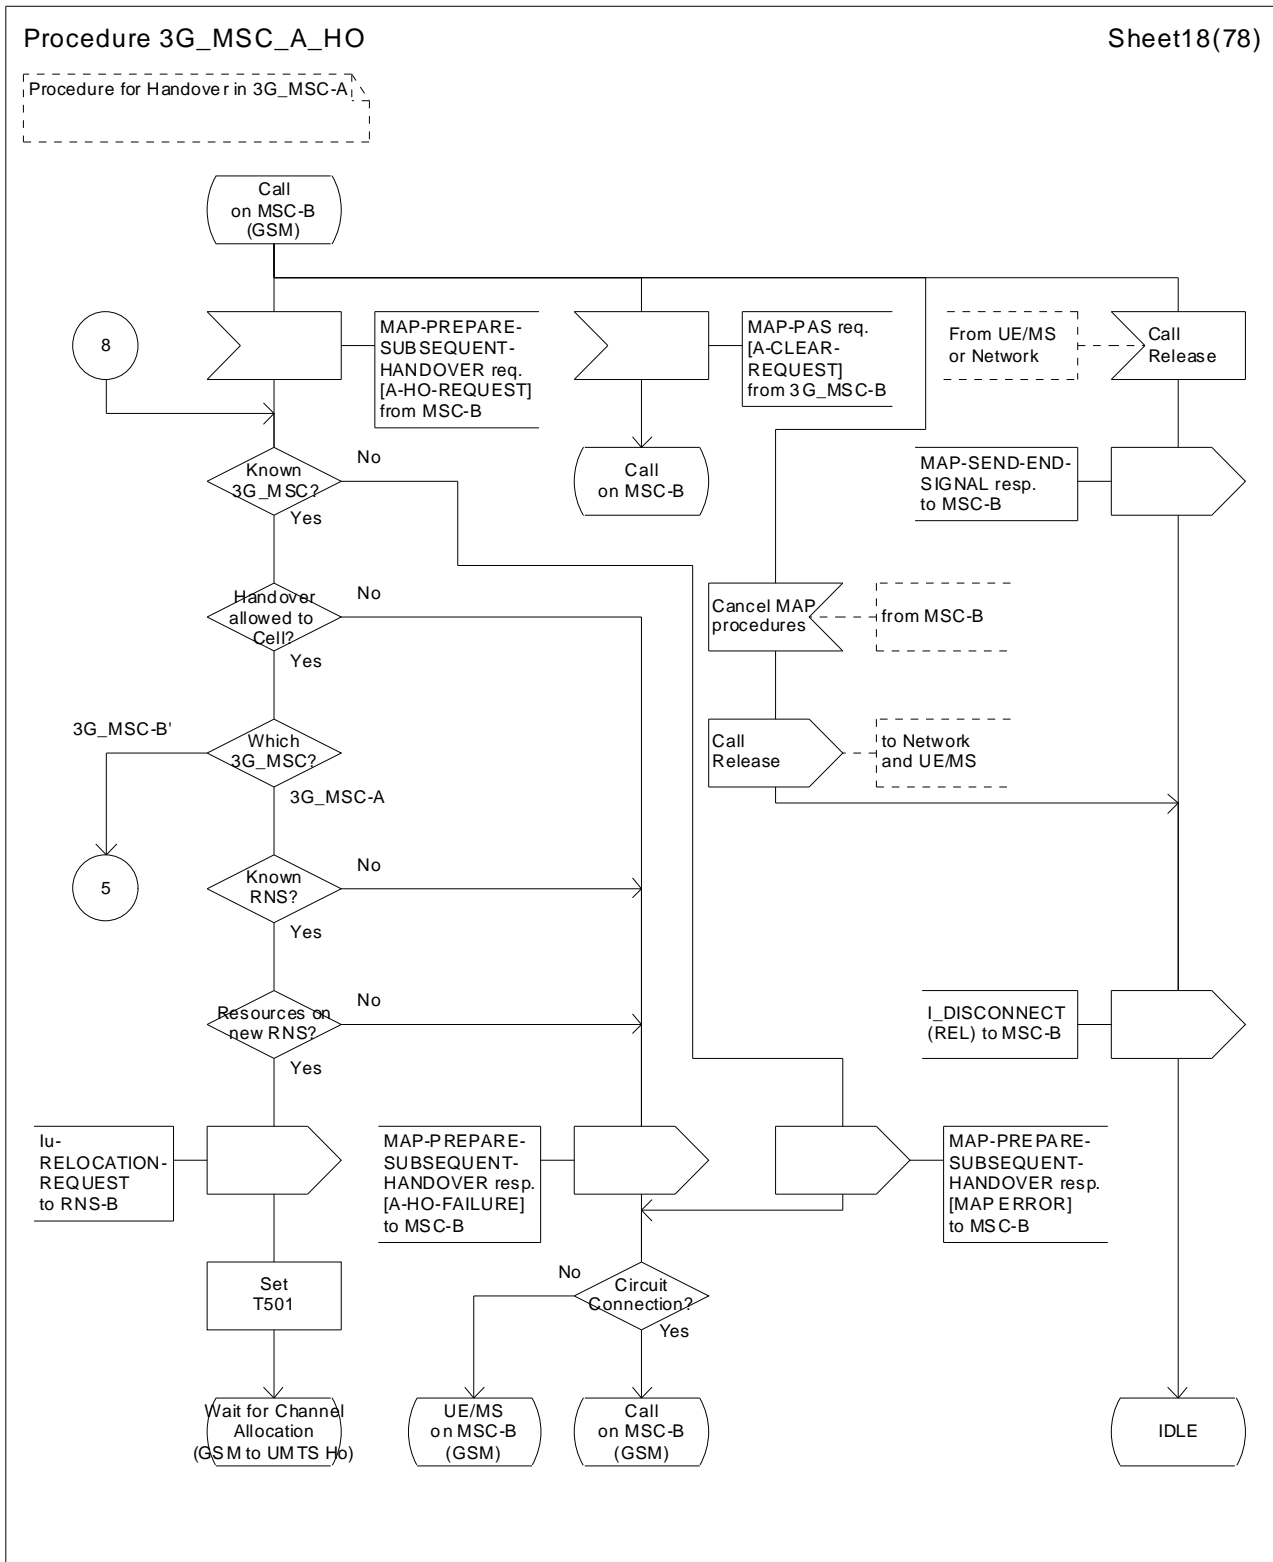 Procedure 3G_MSC_A_HO
Sheet18(78)
Procedure for Handover in 3G_MSC-A
Call
on MSC-B
(GSM)
8
MAP-PREPARE-
SUBSEQUENT-
HANDOVER req.
[A-HO-REQUEST]
from MSC-B
MAP-PAS req.
[A-CLEAR-
REQUEST]
from 3G_MSC-B
From UE/MS
or Network
Call
Release
Known
3G_MSC?
No
Yes
Call
on MSC-B
MAP-SEND-END-
SIGNAL resp.
to MSC-B
Handover
allowed to
Cell?
No
Yes
Cancel MAP
procedures
from MSC-B
3G_MSC-B'
Which
3G_MSC?
3G_MSC-A
Call
Release
to Network
and UE/MS
5
Known
RNS?
No
Yes
Resources on
new RNS?
No
Yes
I_DISCONNECT
(REL) to MSC-B
Iu-
RELOCATION-
REQUEST
to RNS-B
MAP-PREPARE-
SUBSEQUENT-
HANDOVER resp.
[A-HO-FAILURE]
to MSC-B
MAP-PREPARE-
SUBSEQUENT-
HANDOVER resp.
[MAP ERROR]
to MSC-B
Set
T501
No
Circuit
Connection?
Yes
Wait for Channel
Allocation
(GSM to UMTS Ho)
UE/MS
on MSC-B
(GSM)
Call
on MSC-B
(GSM)
IDLE